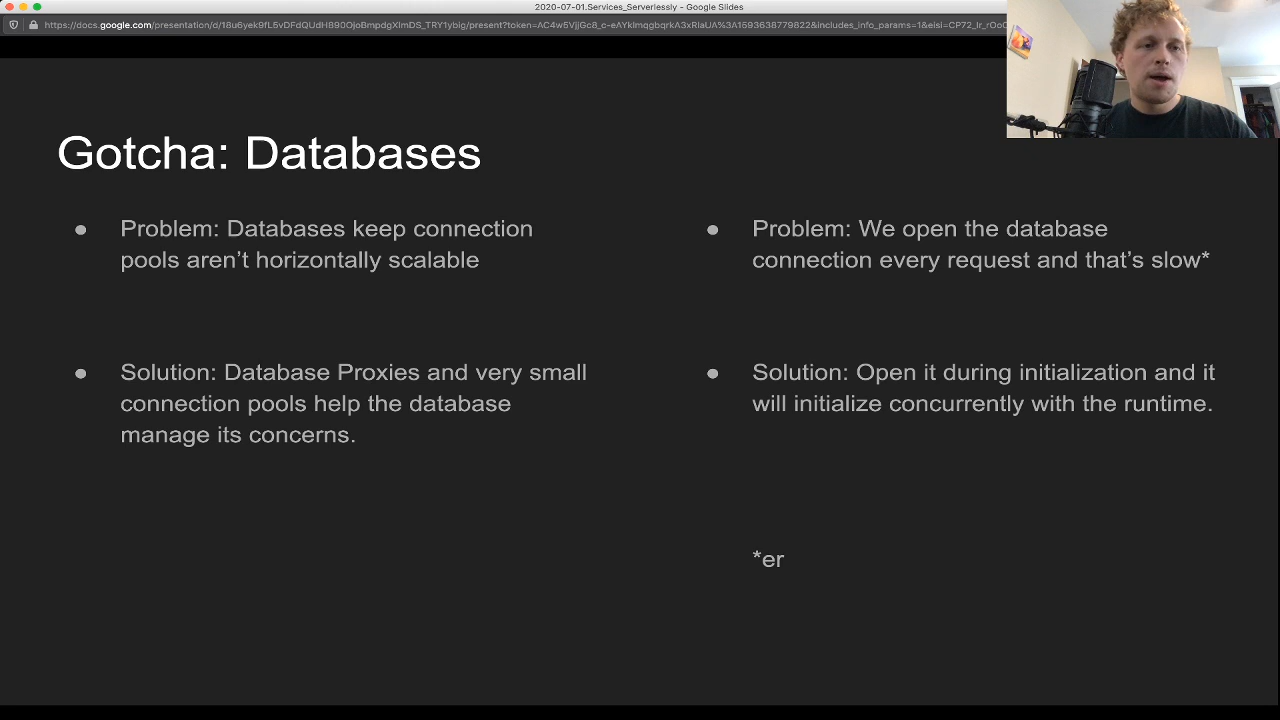 2020-07-01.Services_Serverlessly - Google Slides
Gotcha: Databases
Problem: Databases keep connection
pools aren't horizontally scalable
Solution: Database Proxies and very small
connection pools help the database
manage its concerns.
Problem: We open the database
connection every request and that's slow*
Solution: Open it during initialization and it
will initialize concurrently with the runtime.
*er